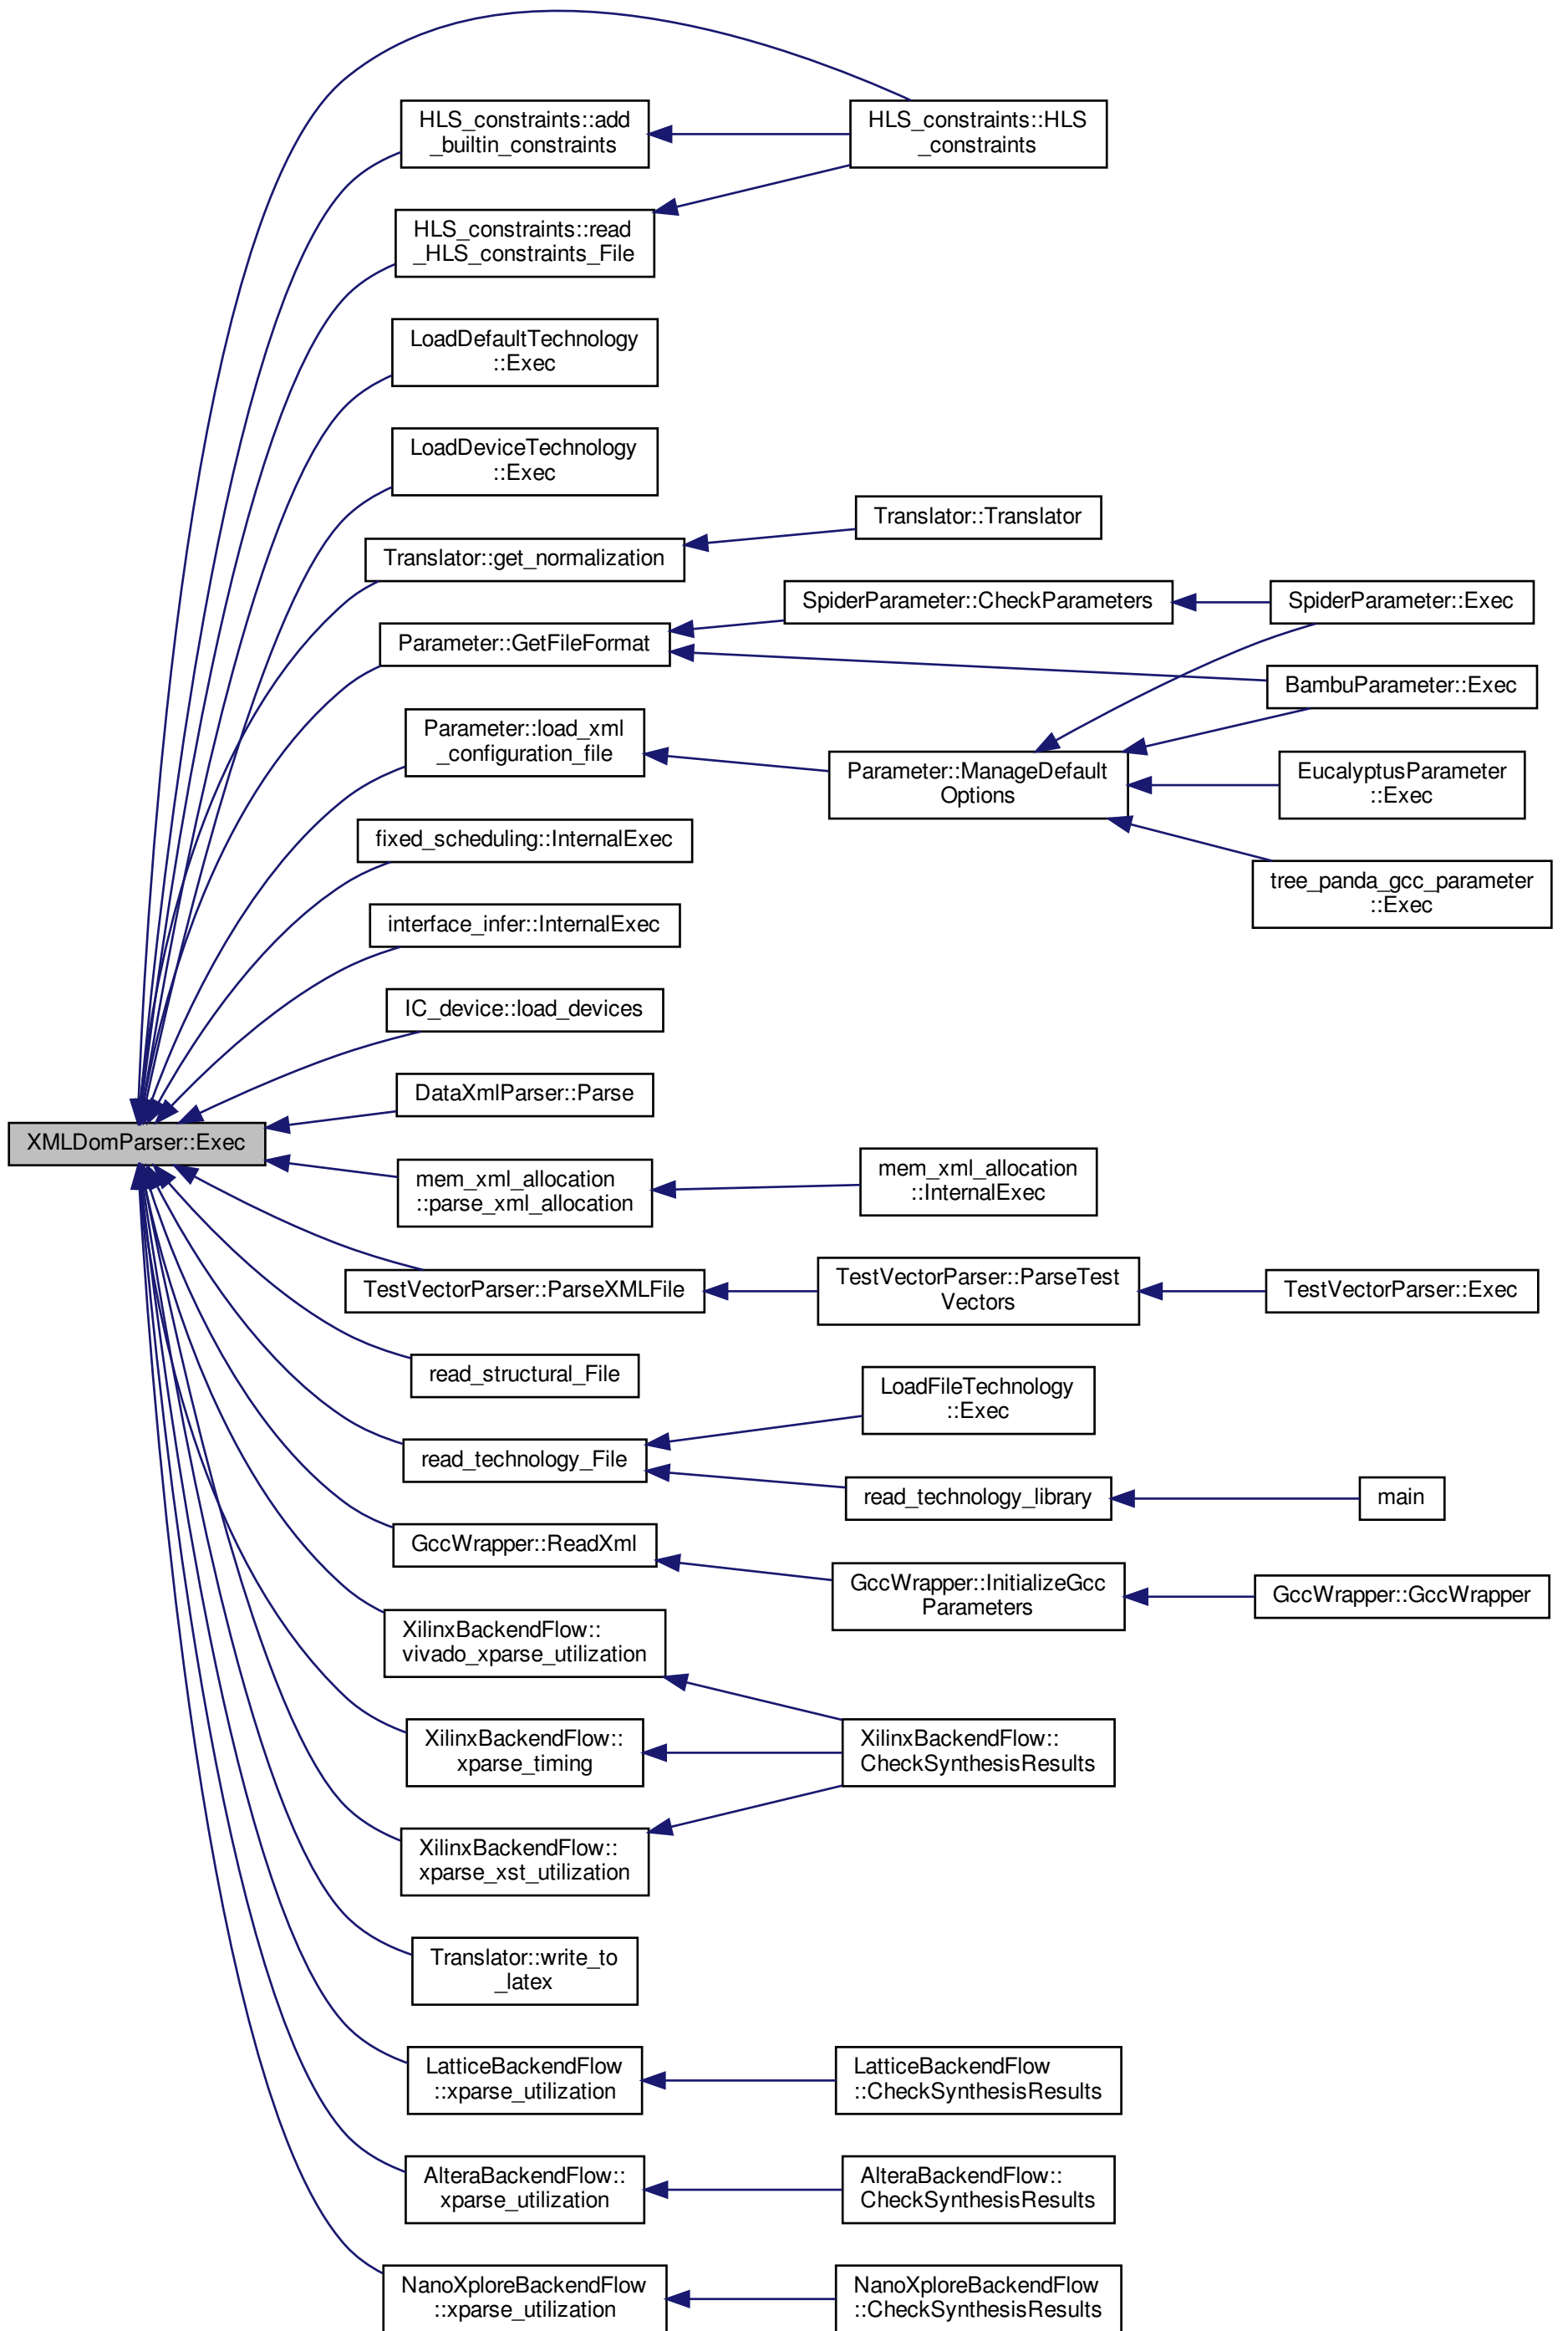 HLS_constraints::add
_builtin_constraints
HLS_constraints::HLS
_constraints
HLS_constraints::read
_HLS_constraints_File
LoadDefaultTechnology
::Exec
LoadDeviceTechnology
::Exec
Translator::get_normalization
Translator::Translator
Parameter::GetFileFormat
SpiderParameter::CheckParameters
SpiderParameter::Exec
BambuParameter::Exec
Parameter::load_xml
_configuration_file
Parameter::ManageDefault
Options
EucalyptusParameter
::Exec
tree_panda_gcc_parameter
::Exec
fixed_scheduling::InternalExec
interface_infer::InternalExec
IC_device::load_devices
DataXmlParser::Parse
XMLDomParser::Exec
mem_xml_allocation
::parse_xml_allocation
mem_xml_allocation
::InternalExec
TestVectorParser::ParseXMLFile
TestVectorParser::ParseTest
Vectors
TestVectorParser::Exec
read_structural_File
read_technology_File
LoadFileTechnology
::Exec
read_technology_library
main
GccWrapper::ReadXml
GccWrapper::InitializeGcc
Parameters
GccWrapper::GccWrapper
XilinxBackendFlow::
vivado_xparse_utilization
XilinxBackendFlow::
xparse_timing
XilinxBackendFlow::
CheckSynthesisResults
XilinxBackendFlow::
xparse_xst_utilization
Translator::write_to
_latex
LatticeBackendFlow
::xparse_utilization
LatticeBackendFlow
::CheckSynthesisResults
AlteraBackendFlow::
xparse_utilization
AlteraBackendFlow::
CheckSynthesisResults
NanoXploreBackendFlow
::xparse_utilization
NanoXploreBackendFlow
::CheckSynthesisResults